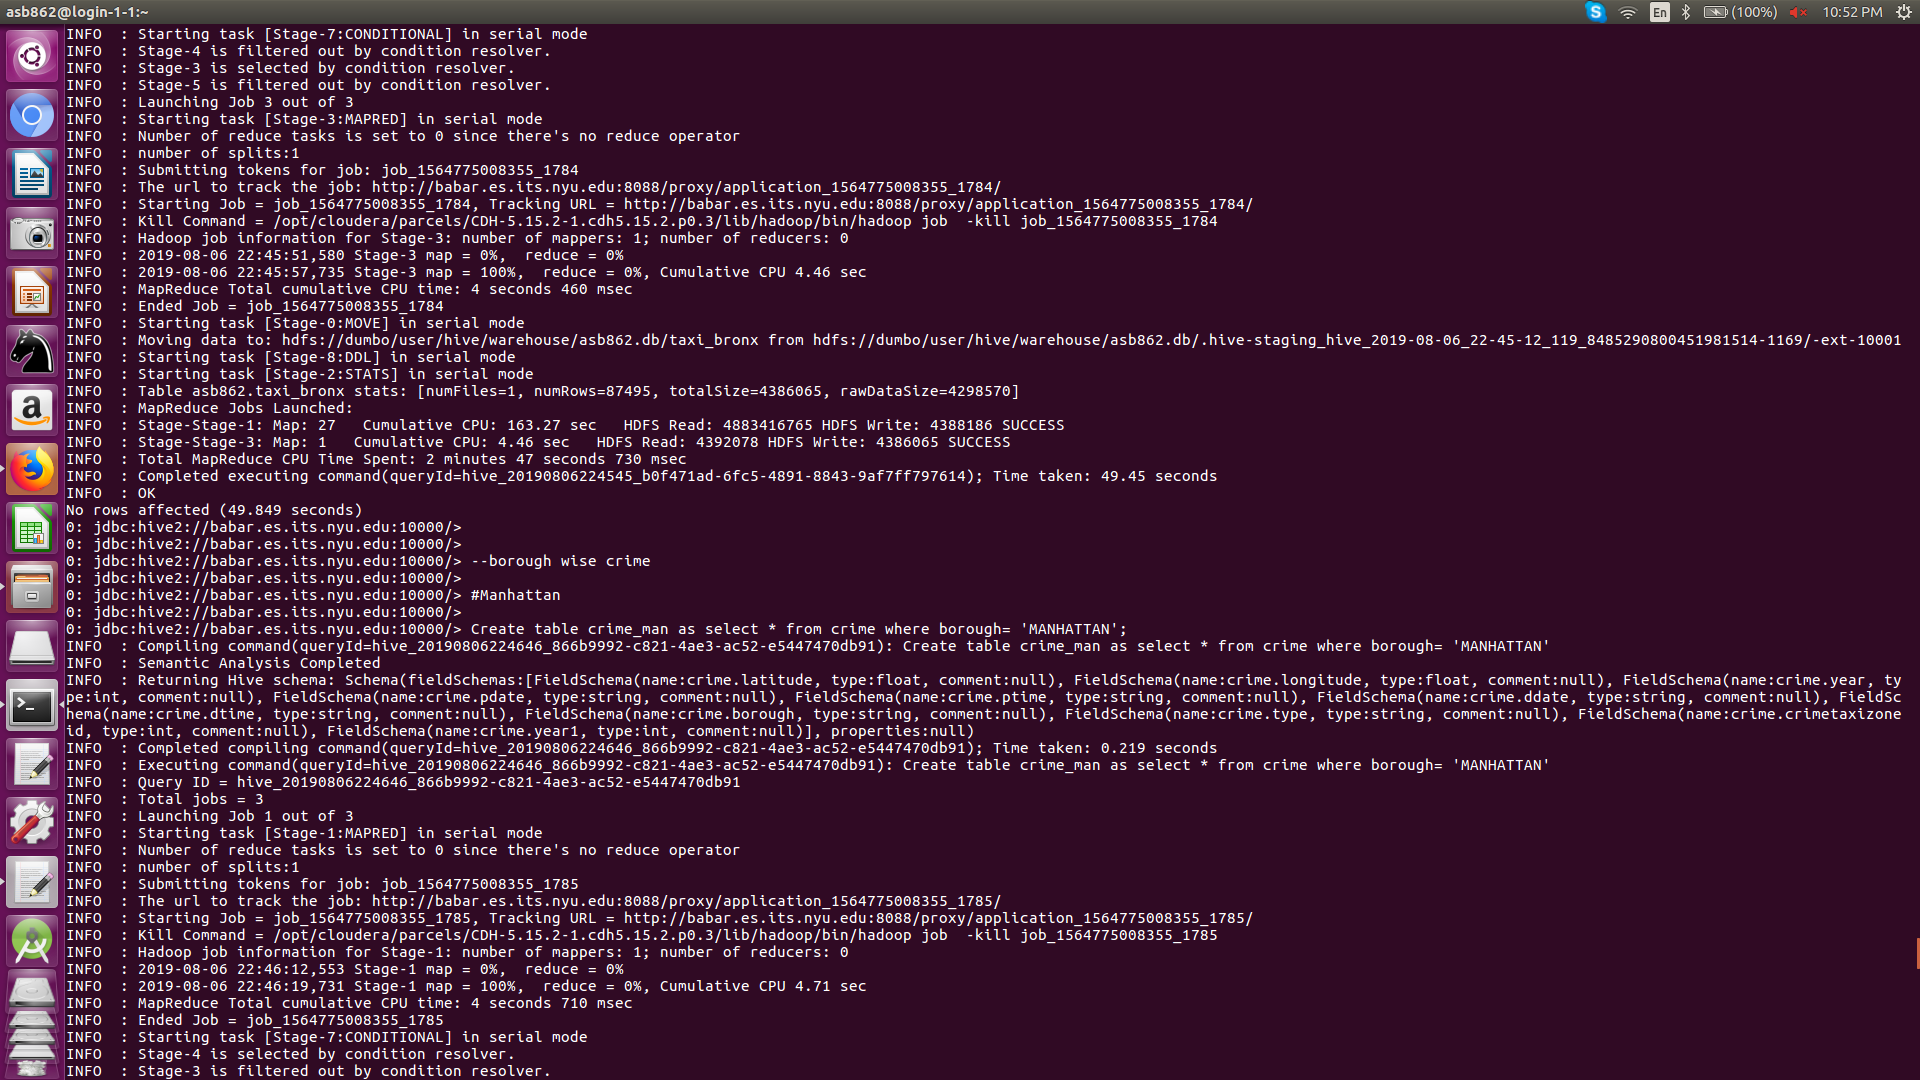 asb862@login-1-1:~
En
(100%)
10:52 PM
INFO  : Starting task [Stage-7:CONDITIONAL] in serial mode
INFO  : Stage-4 is filtered out by condition resolver.
INFO  : Stage-3 is selected by condition resolver.
INFO  : Stage-5 is filtered out by condition resolver.
INFO  : Launching Job 3 out of 3
INFO  : Starting task [Stage-3:MAPRED] in serial mode
INFO  : Number of reduce tasks is set to 0 since there's no reduce operator
INFO  : number of splits:1
INFO  : Submitting tokens for job: job_1564775008355_1784
INFO  : The url to track the job: http://babar.es.its.nyu.edu:8088/proxy/application_1564775008355_1784/
INFO  : Starting Job = job_1564775008355_1784, Tracking URL = http://babar.es.its.nyu.edu:8088/proxy/application_1564775008355_1784/
INFO  : Kill Command = /opt/cloudera/parcels/CDH-5.15.2-1.cdh5.15.2.p0.3/lib/hadoop/bin/hadoop job  -kill job_1564775008355_1784
INFO  : Hadoop job information for Stage-3: number of mappers: 1; number of reducers: 0
INFO  : 2019-08-06 22:45:51,580 Stage-3 map = 0%,  reduce = 0%
INFO  : 2019-08-06 22:45:57,735 Stage-3 map = 100%,  reduce = 0%, Cumulative CPU 4.46 sec
INFO  : MapReduce Total cumulative CPU time: 4 seconds 460 msec
INFO  : Ended Job = job_1564775008355_1784
INFO  : Starting task [Stage-0:MOVE] in serial mode
INFO  : Moving data to: hdfs://dumbo/user/hive/warehouse/asb862.db/taxi_bronx from hdfs://dumbo/user/hive/warehouse/asb862.db/.hive-staging_hive_2019-08-06_22-45-12_119_8485290800451981514-1169/-ext-10001
INFO  : Starting task [Stage-8:DDL] in serial mode
INFO  : Starting task [Stage-2:STATS] in serial mode
INFO  : Table asb862.taxi_bronx stats: [numFiles=1, numRows=87495, totalSize=4386065, rawDataSize=4298570]
INFO  : MapReduce Jobs Launched:
INFO  : Stage-Stage-1: Map: 27   Cumulative CPU: 163.27 sec   HDFS Read: 4883416765 HDFS Write: 4388186 SUCCESS
INFO  : Stage-Stage-3: Map: 1   Cumulative CPU: 4.46 sec   HDFS Read: 4392078 HDFS Write: 4386065 SUCCESS
INFO  : Total MapReduce CPU Time Spent: 2 minutes 47 seconds 730 msec
INFO  : Completed executing command(queryId=hive_20190806224545_b0f471ad-6fc5-4891-8843-9af7ff797614); Time taken: 49.45 seconds
INFO  : OK
No rows affected (49.849 seconds)
0: jdbc:hive2://babar.es.its.nyu.edu:10000/>
0: jdbc:hive2://babar.es.its.nyu.edu:10000/>
0: jdbc:hive2://babar.es.its.nyu.edu:10000/> --borough wise crime
0: jdbc:hive2://babar.es.its.nyu.edu:10000/>
0: jdbc:hive2://babar.es.its.nyu.edu:10000/> #Manhattan
0: jdbc:hive2://babar.es.its.nyu.edu:10000/>
0: jdbc:hive2://babar.es.its.nyu.edu:10000/> Create table crime_man as select * from crime where borough= 'MANHATTAN';
INFO  : Compiling command(queryId=hive_20190806224646_866b9992-c821-4ae3-ac52-e5447470db91): Create table crime_man as select * from crime where borough= 'MANHATTAN'
INFO  : Semantic Analysis Completed
INFO  : Returning Hive schema: Schema(fieldSchemas:[FieldSchema(name:crime.latitude, type:float, comment:null), FieldSchema(name:crime.longitude, type:float, comment:null), FieldSchema(name:crime.year, ty
pe:int, comment:null), FieldSchema(name:crime.pdate, type:string, comment:null), FieldSchema(name:crime.ptime, type:string, comment:null), FieldSchema(name:crime.ddate, type:string, comment:null), FieldSc
hema(name:crime.dtime, type:string, comment:null), FieldSchema(name:crime.borough, type:string, comment:null), FieldSchema(name:crime.type, type:string, comment:null), FieldSchema(name:crime.crimetaxizone
id, type:int, comment:null), FieldSchema(name:crime.year1, type:int, comment:null)], properties:null)
INFO  : Completed compiling command(queryId=hive_20190806224646_866b9992-c821-4ae3-ac52-e5447470db91); Time taken: 0.219 seconds
INFO  : Executing command(queryId=hive_20190806224646_866b9992-c821-4ae3-ac52-e5447470db91): Create table crime_man as select * from crime where borough= 'MANHATTAN'
INFO  : Query ID = hive_20190806224646_866b9992-c821-4ae3-ac52-e5447470db91
INFO  : Total jobs = 3
INFO  : Launching Job 1 out of 3
INFO  : Starting task [Stage-1:MAPRED] in serial mode
INFO  : Number of reduce tasks is set to 0 since there's no reduce operator
INFO  : number of splits:1
INFO  : Submitting tokens for job: job_1564775008355_1785
INFO  : The url to track the job: http://babar.es.its.nyu.edu:8088/proxy/application_1564775008355_1785/
INFO  : Starting Job = job_1564775008355_1785, Tracking URL = http://babar.es.its.nyu.edu:8088/proxy/application_1564775008355_1785/
INFO  : Kill Command = /opt/cloudera/parcels/CDH-5.15.2-1.cdh5.15.2.p0.3/lib/hadoop/bin/hadoop job  -kill job_1564775008355_1785
INFO  : Hadoop job information for Stage-1: number of mappers: 1; number of reducers: 0
INFO  : 2019-08-06 22:46:12,553 Stage-1 map = 0%,  reduce = 0%
INFO  : 2019-08-06 22:46:19,731 Stage-1 map = 100%,  reduce = 0%, Cumulative CPU 4.71 sec
INFO  : MapReduce Total cumulative CPU time: 4 seconds 710 msec
INFO  : Ended Job = job_1564775008355_1785
INFO  : Starting task [Stage-7:CONDITIONAL] in serial mode
INFO  : Stage-4 is selected by condition resolver.
INFO  : Stage-3 is filtered out by condition resolver.